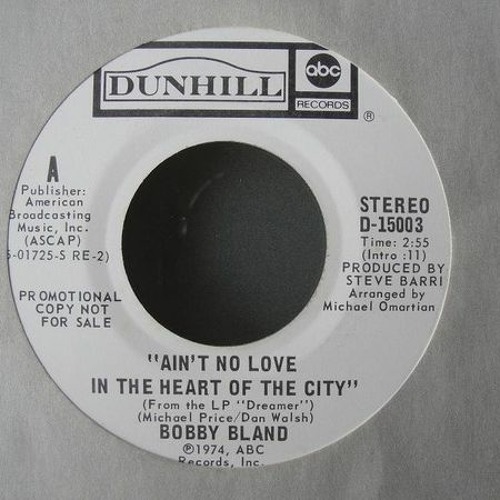 DUNHILL
abc
RECORDS
®
A
Publisher:
American
Broadcasting
Music, Inc.
(ASCAP)
-01725-S RE-2)
PROMOTIONAL
COPY NOT
FOR SALE
STEREO
D-15003
Time: 2:55
(Intro :11)
PRODUCED BY
STEVE BARRI
Arranged by
Michael Omartian
"AIN'T NO LOVE
IN THE HEART OF THE CITY"
(From the LP "Dreamer")
(Michael Price/Dan Walsh)
BOBBY BLAND
℗1974, ABC
Records, Inc.